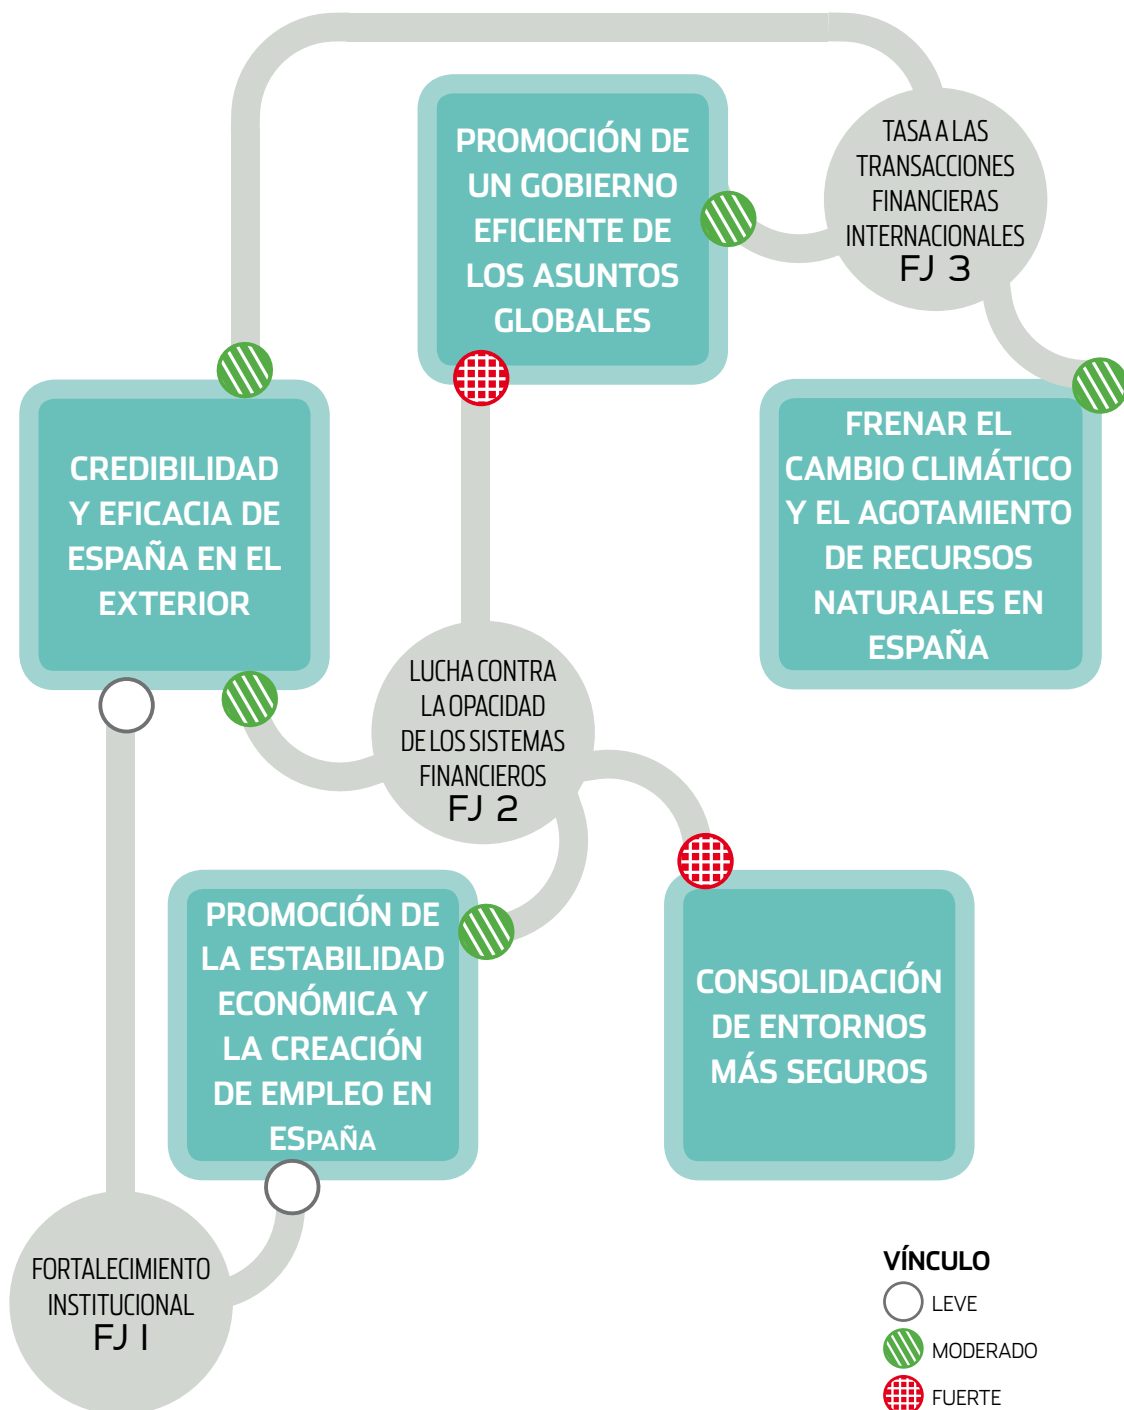 PROMOCIÓN DE
UN GOBIERNO
EFICIENTE DE
LOS ASUNTOS
GLOBALES
TASA A LAS
TRANSACCIONES
FINANCIERAS
INTERNACIONALES
FJ 3
CREDIBILIDAD
Y EFICACIA DE
ESPAÑA EN EL
EXTERIOR
FRENAR EL
CAMBIO CLIMÁTICO
Y EL AGOTAMIENTO
DE RECURSOS
NATURALES EN
ESPAÑA
LUCHA CONTRA
LA OPACIDAD
DE LOS SISTEMAS
FINANCIEROS
FJ 2
PROMOCIÓN DE
LA ESTABILIDAD
ECONÓMICA Y
LA CREACIÓN
DE EMPLEO EN
ESPAÑA
CONSOLIDACIÓN
DE ENTORNOS
MÁS SEGUROS
FORTALECIMIENTO
INSTITUCIONAL
FJ 1
VÍNCULO
LEVE
MODERADO
FUERTE